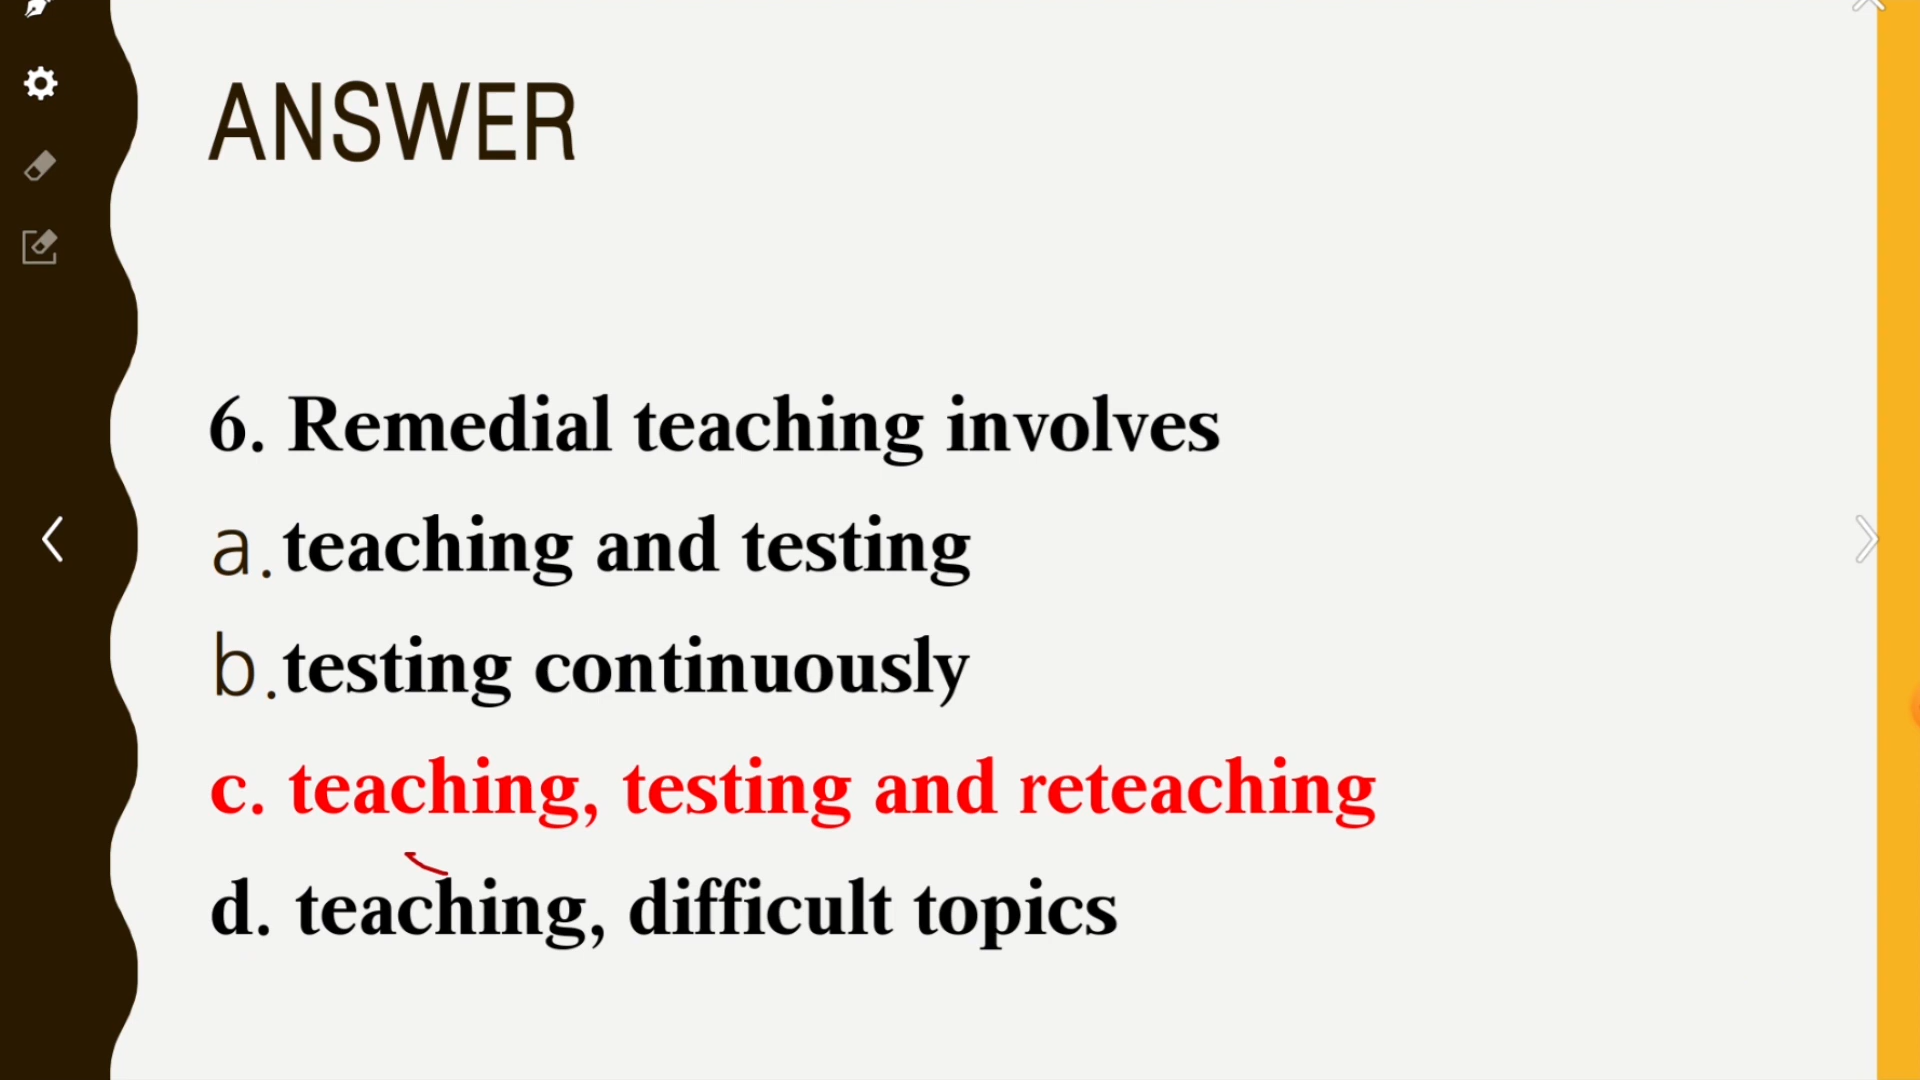 ANSWER
6. Remedial teaching involves
a. teaching and testing
b. testing continuously
c. teaching, testing and reteaching
d. teaching, difficult topics